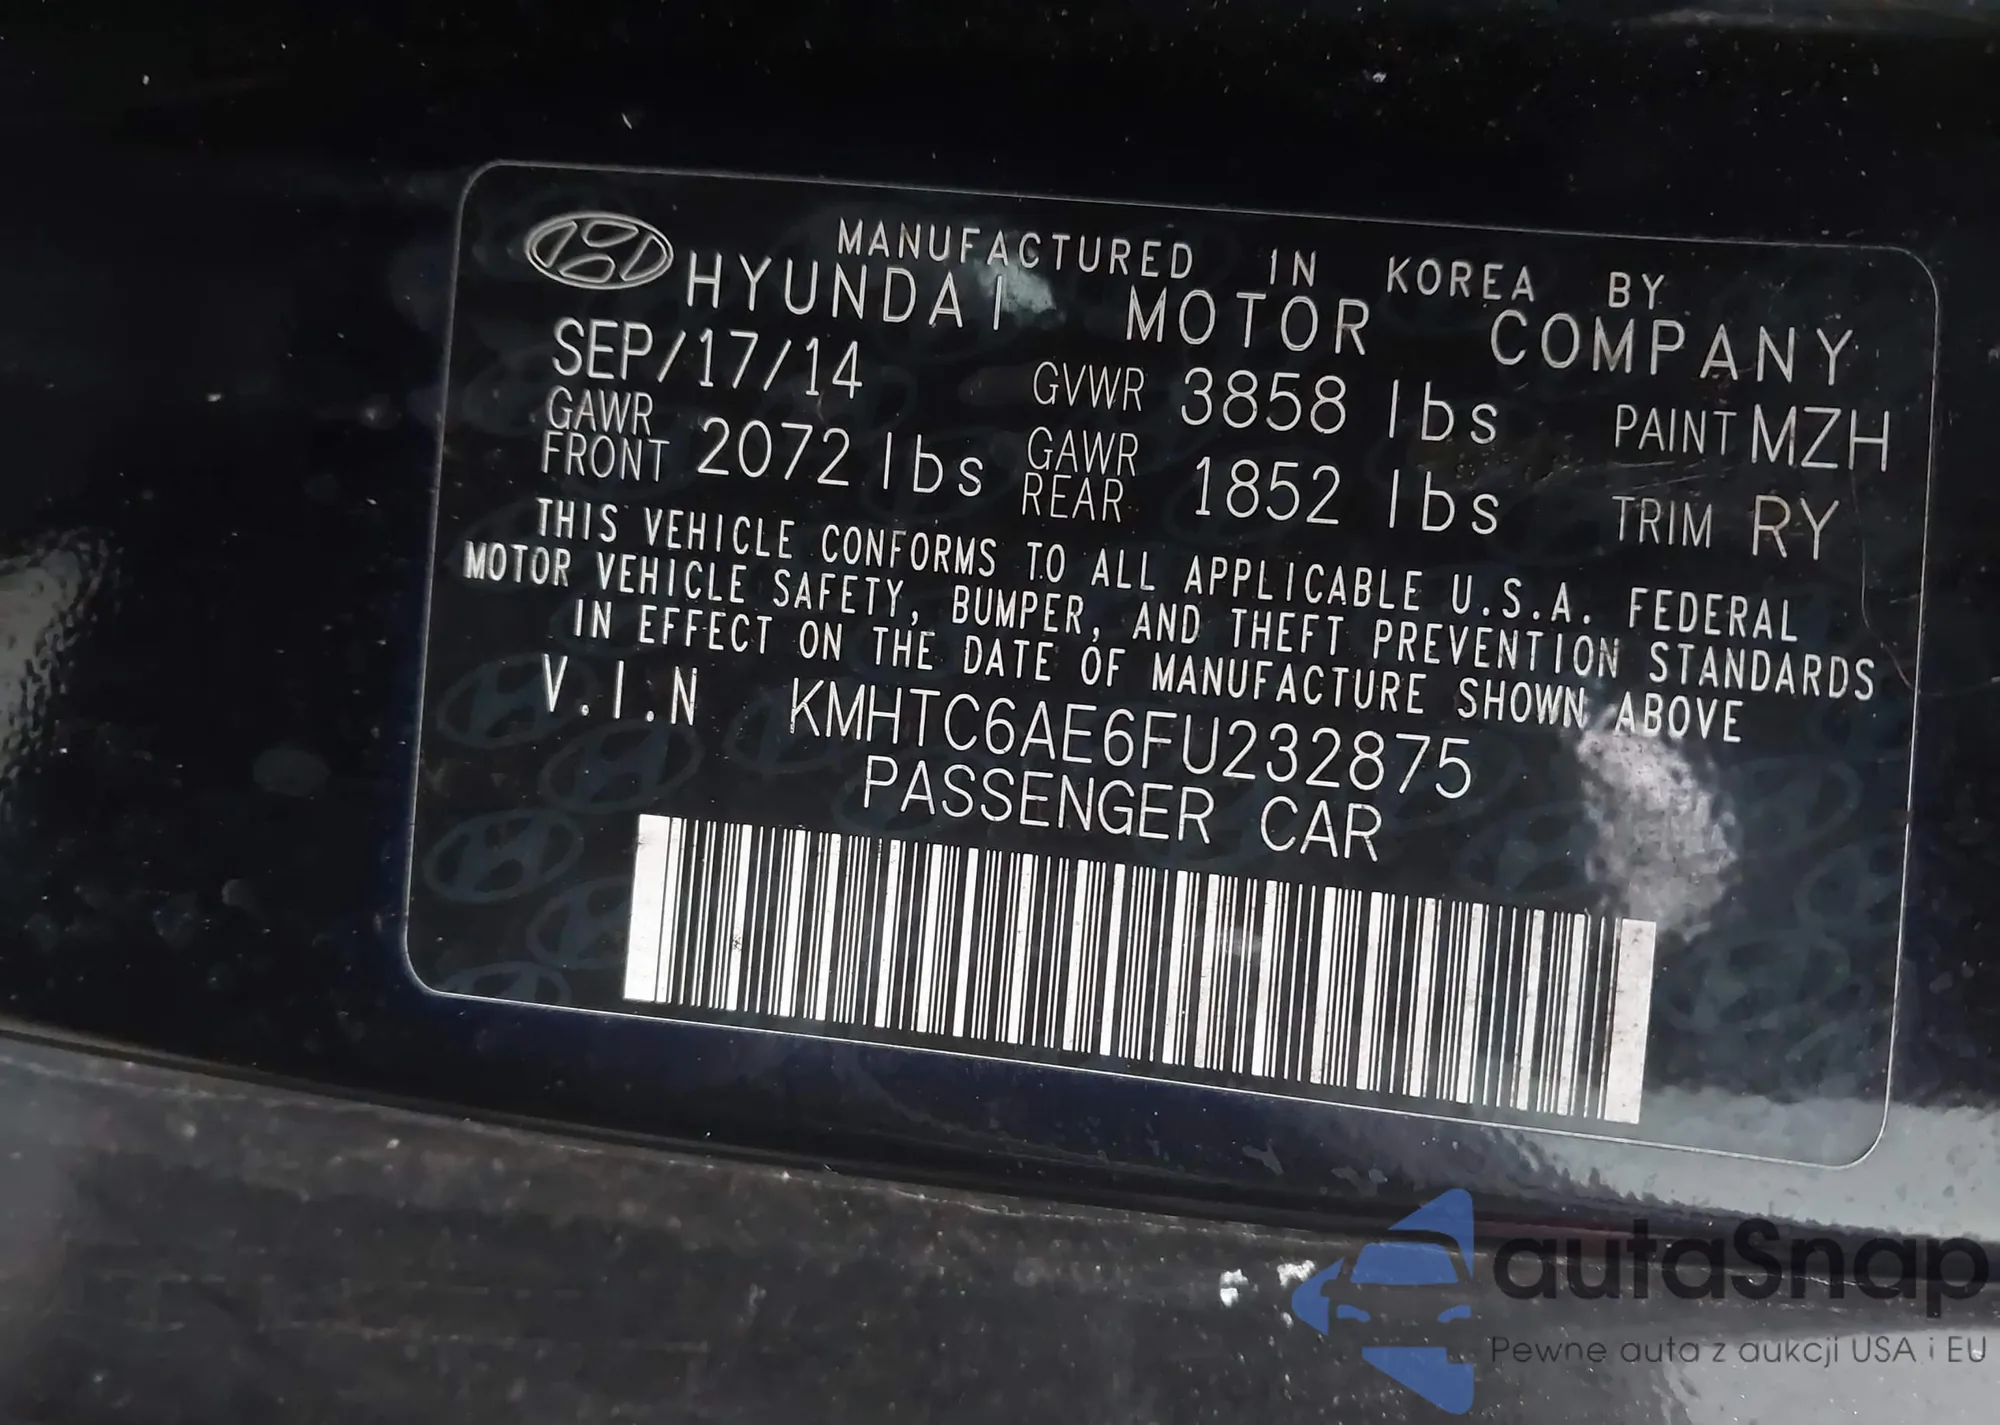 MANUFACTURED IN KOREA BY
HYUNDAI MOTOR COMPANY
SEP/17/14 GVWR 3858 lbs PAINT MZH
GAWR FRONT 2072 lbs GAWR REAR 1852 lbs TRIM RY
THIS VEHICLE CONFORMS TO ALL APPLICABLE U.S.A. FEDERAL
MOTOR VEHICLE SAFETY, BUMPER, AND THEFT PREVENTION STANDARDS
IN EFFECT ON THE DATE OF MANUFACTURE SHOWN ABOVE
V.I.N KMHTC6AE6FU232875
PASSENGER CAR
autaSnap
Pewne auta z aukcji USA i EU